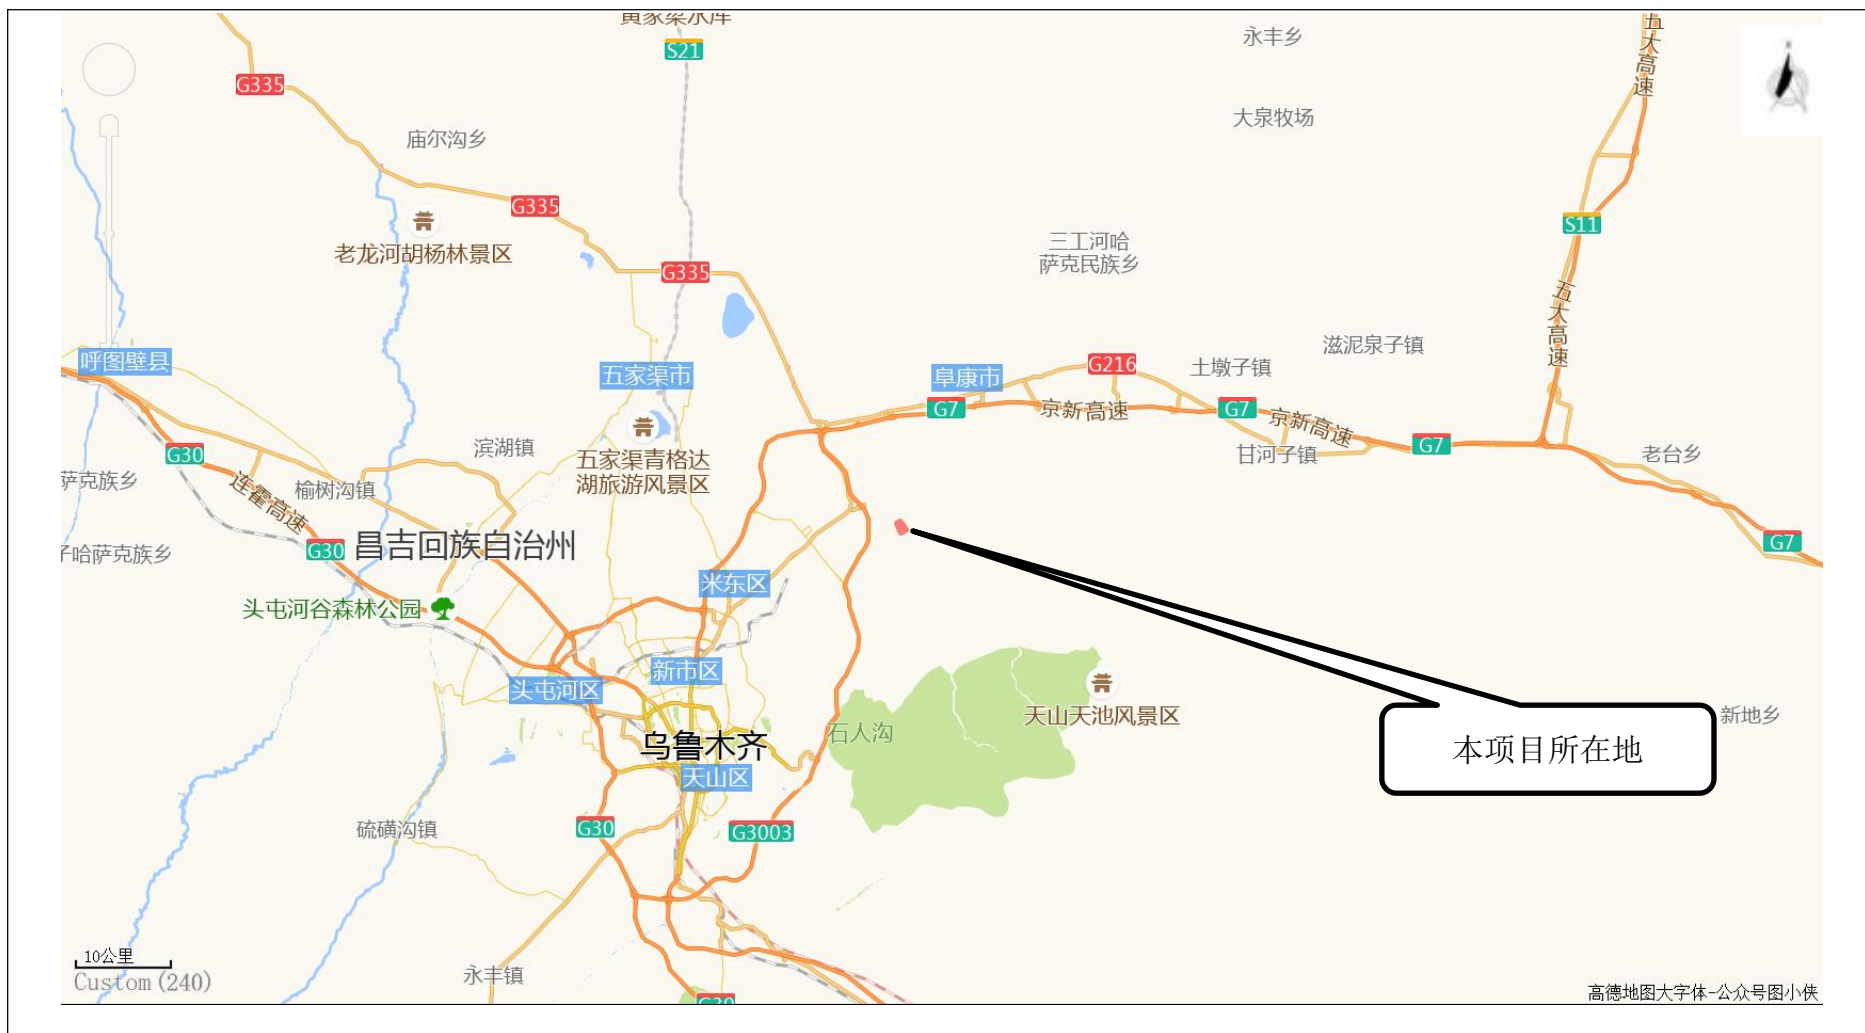 黄家梁水库
S21
永丰乡
五大高速
G335
大泉牧场
庙尔沟乡
G335
S11
老龙河胡杨林景区
三工河哈
萨克民族乡
G335
五大高速
呼图壁县
五家渠市
阜康市
G216
土墩子镇
滋泥泉子镇
G7
京新高速
G7
京新高速
G7
滨湖镇
G30
五家渠青格达
湖旅游风景区
甘河子镇
老台乡
萨克族乡
榆树沟镇
连霍高速
G30
昌吉回族自治州
子哈萨克族乡
G7
米东区
头屯河谷森林公园
新市区
头屯河区
天山天池风景区
新地乡
石人沟
乌鲁木齐
本项目所在地
天山区
硫磺沟镇
G30
G3003
10公里
Custom(240)
永丰镇
G30
高德地图大字体-公众号图小侠